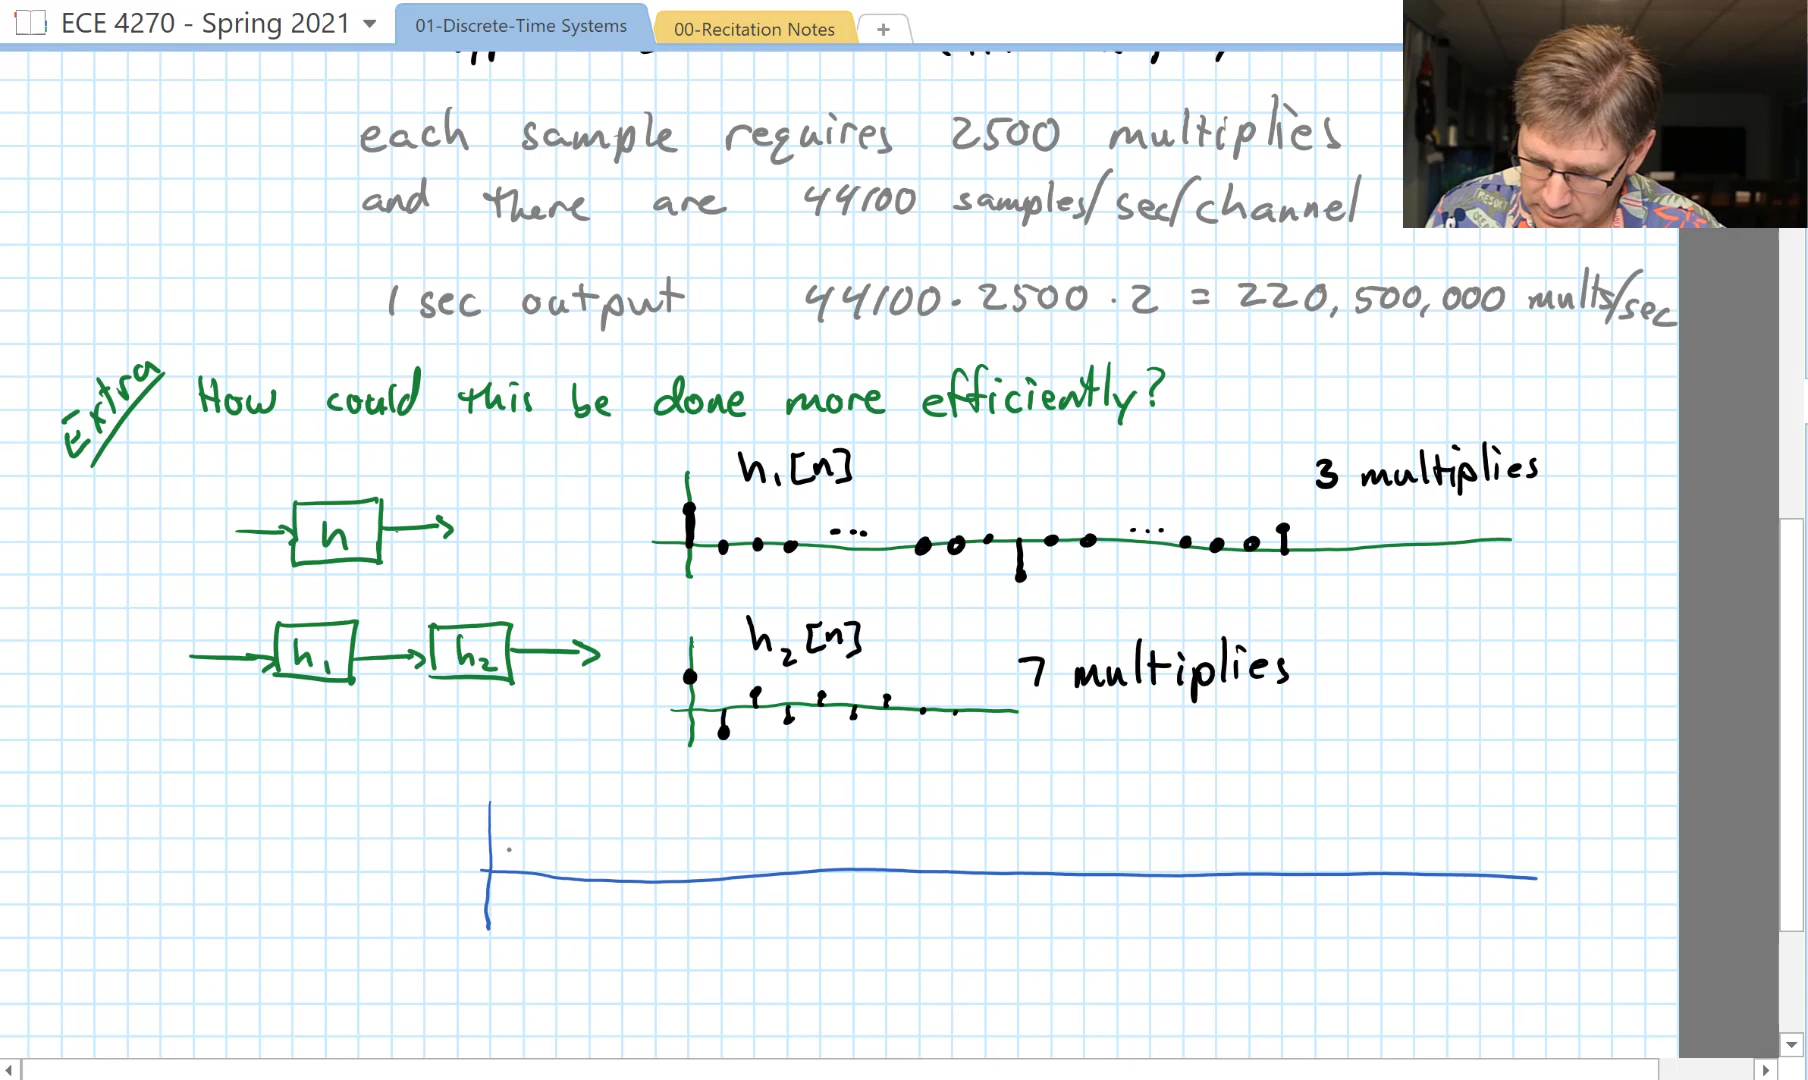 ECE 4270 - Spring 2021 01-Discrete-Time Systems 00-Recitation Notes +
each sample requires 2500 multiplies
and there are 44100 samples/sec/channel
1 sec output 44100 · 2500 · 2 = 220,500,000 mults/sec
Extra How could this be done more efficiently?
h₁[n] 3 multiplies
...
...
h
h₂[n] 7 multiplies
h₁ h₂